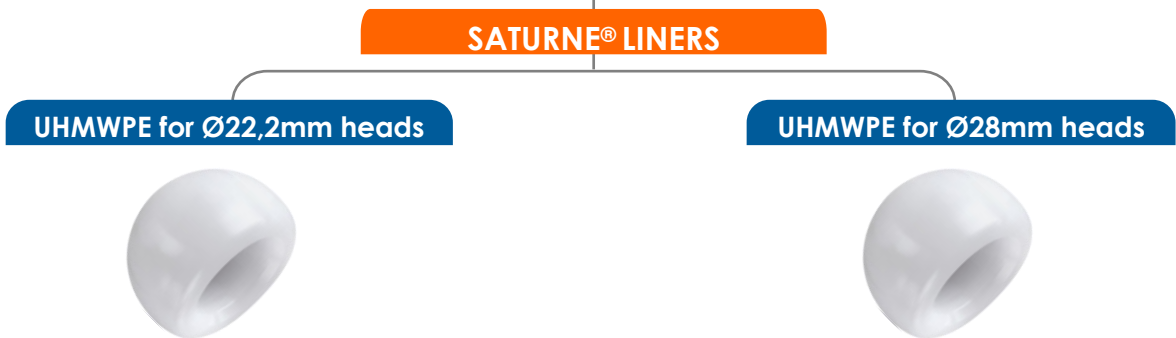 SATURNE® LINERS
UHMWPE for Ø22,2mm heads
UHMWPE for Ø28mm heads